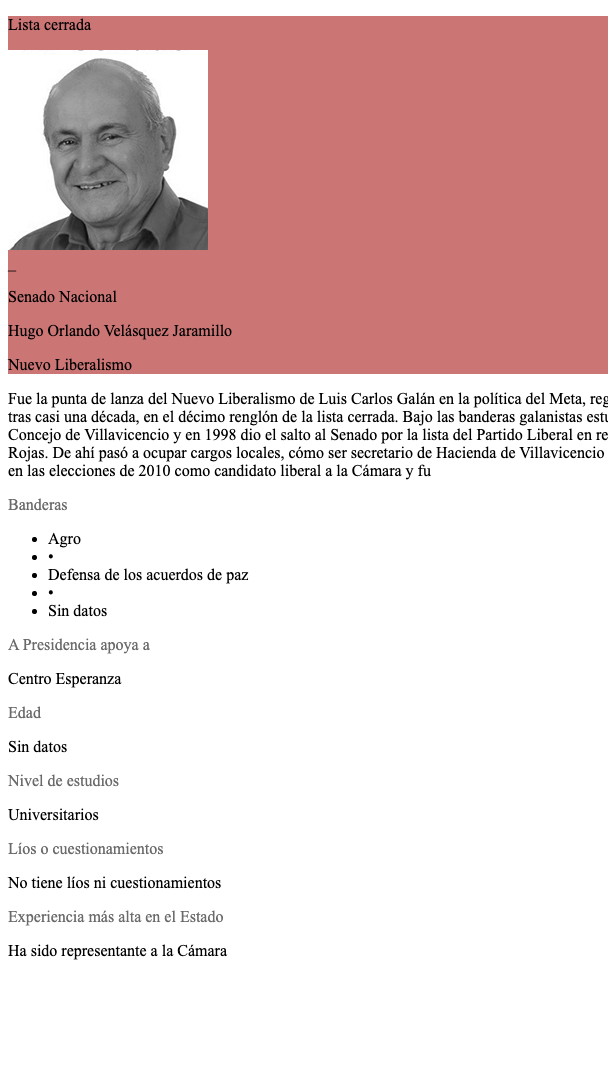 Lista cerrada
_
Senado Nacional
Hugo Orlando Velásquez Jaramillo
Nuevo Liberalismo
Fue la punta de lanza del Nuevo Liberalismo de Luis Carlos Galán en la política del Meta,
tras casi una década, en el décimo renglón de la lista cerrada. Bajo las banderas galanistas
Concejo de Villavicencio y en 1998 dio el salto al Senado por la lista del Partido Liberal en
Rojas. De ahí pasó a ocupar cargos locales, cómo ser secretario de Hacienda de Villavicencio
en las elecciones de 2010 como candidato liberal a la Cámara y fu
Banderas
• Agro
• •
• Defensa de los acuerdos de paz
• •
• Sin datos
A Presidencia apoya a
Centro Esperanza
Edad
Sin datos
Nivel de estudios
Universitarios
Líos o cuestionamientos
No tiene líos ni cuestionamientos
Experiencia más alta en el Estado
Ha sido representante a la Cámara